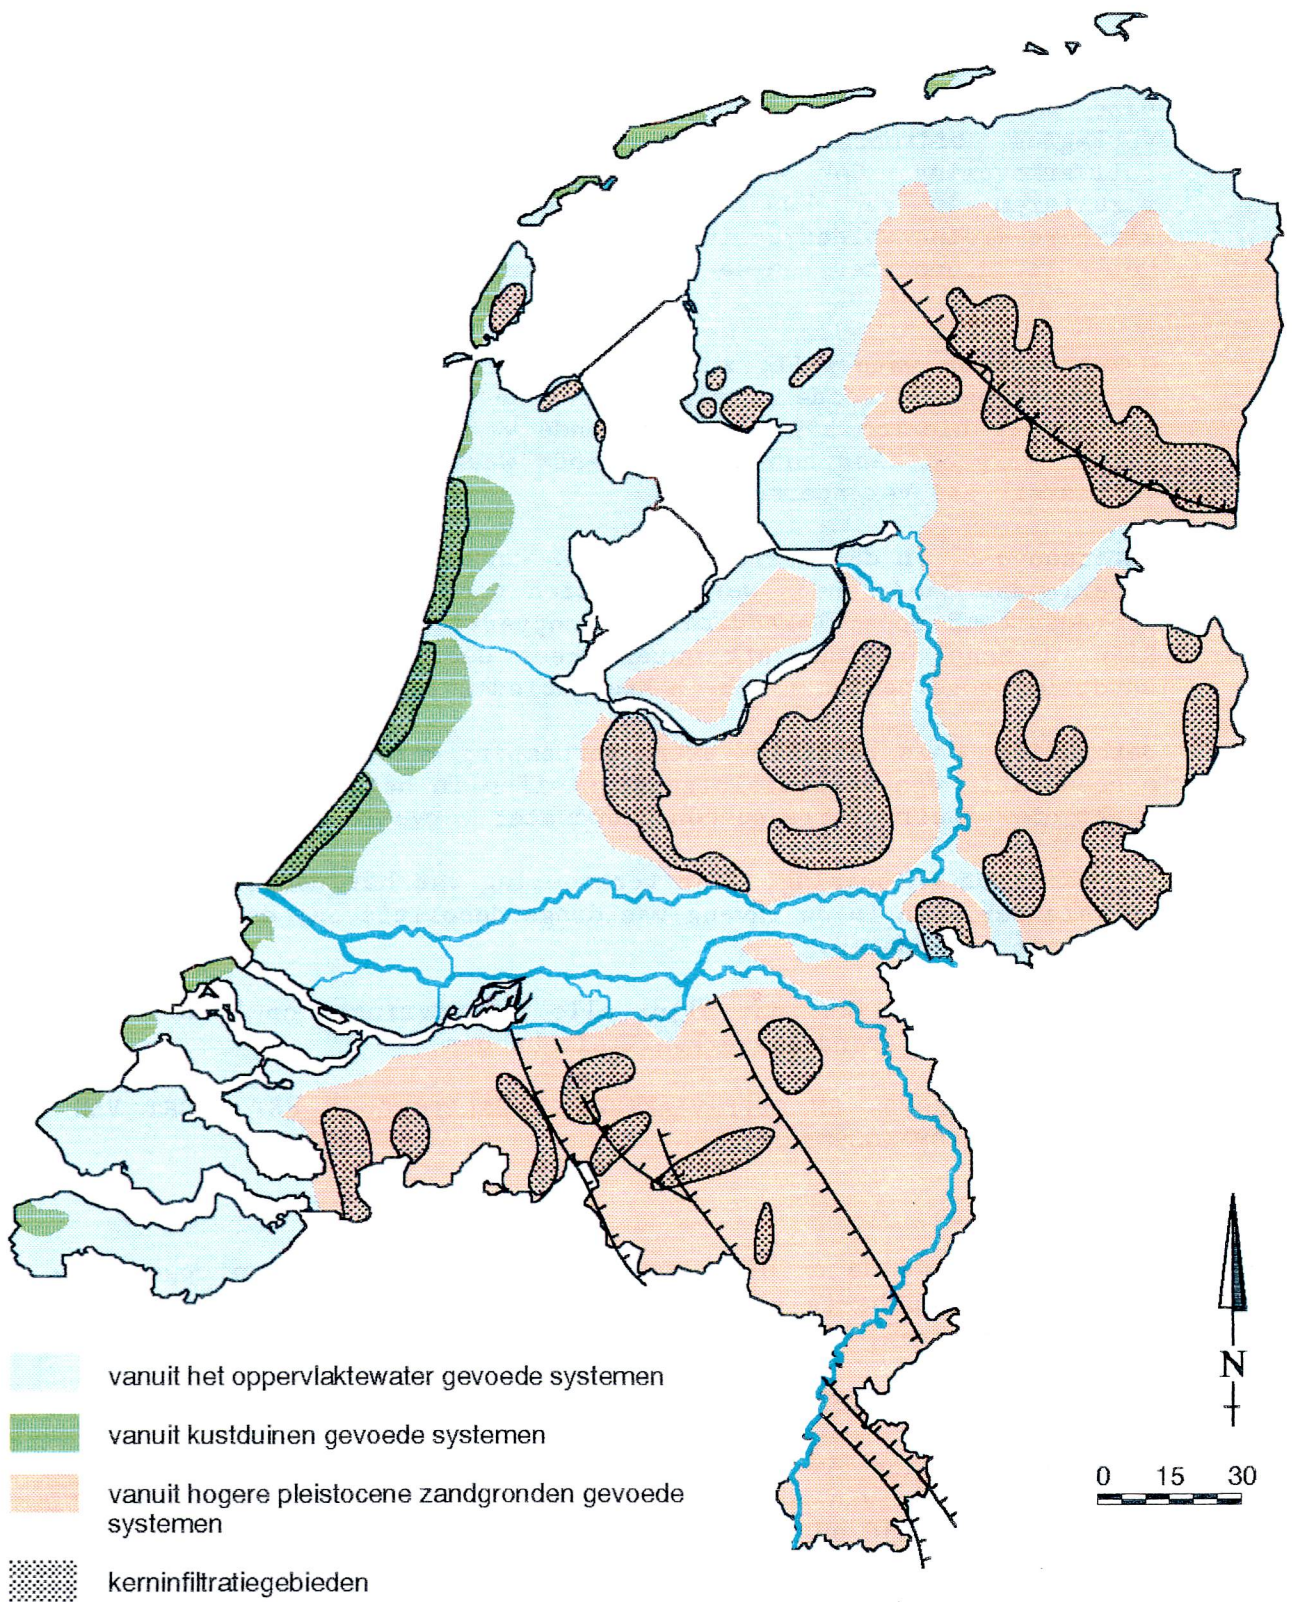 vanuit het oppervlaktewater gevoede systemen
vanuit kustduinen gevoede systemen
vanuit hogere pleistocene zandgronden gevoede
systemen
kerninfiltratiegebieden
N
0 15 30